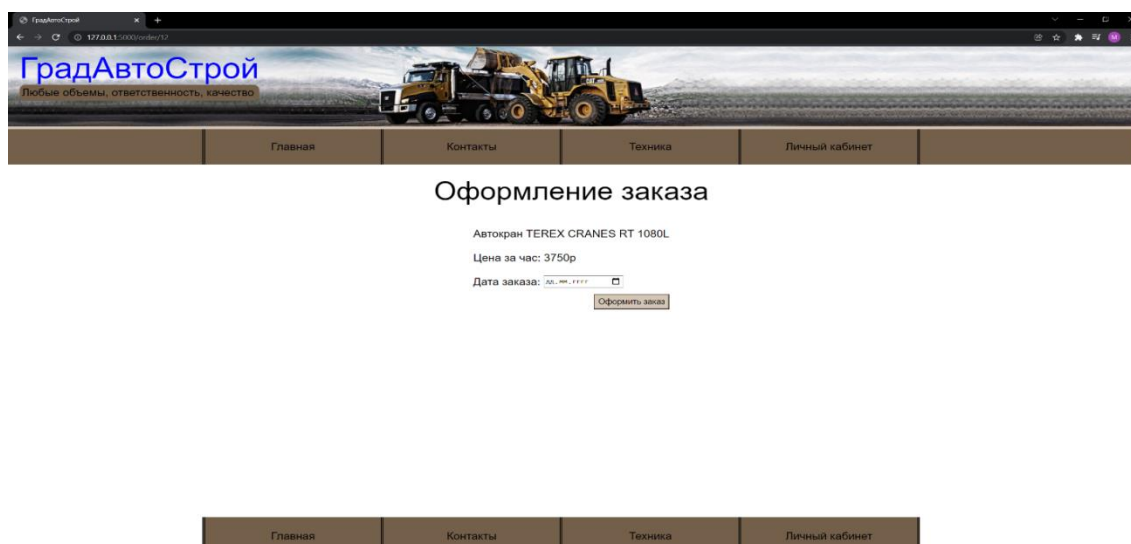 ГрадАвтоСтрой
127.0.0.1:5000/order/12
M
ГрадАвтоСтрой
Любые объемы, ответственность, качество
CAT
Главная Контакты Техника Личный кабинет
Оформление заказа
Автокран TEREX CRANES RT 1080L
Цена за час: 3750р
Дата заказа: дд.мм.гггг
Оформить заказ
Главная Контакты Техника Личный кабинет